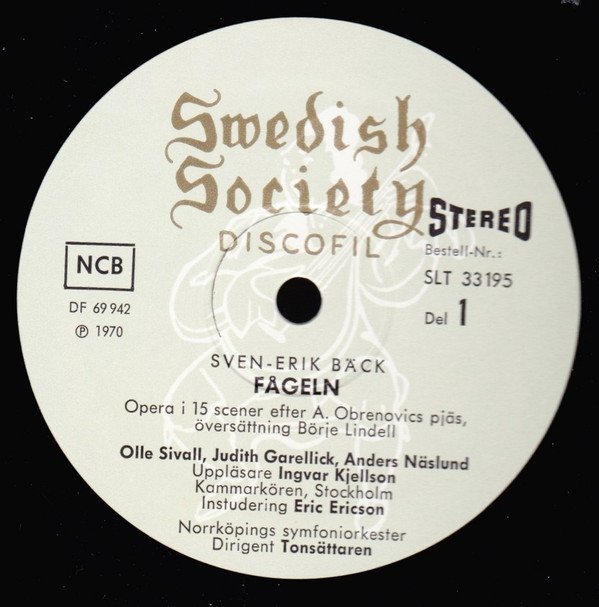 Swedish
Society
DISCOFIL
STEREO
Bestell-Nr.:
SLT 33195
Del 1
NCB
DF 69 942
℗ 1970
SVEN-ERIK BÄCK
FÅGELN
Opera i 15 scener efter A. Obrenovics pjäs,
översättning Börje Lindell
Olle Sivall, Judith Garellick, Anders Näslund
Uppläsare Ingvar Kjellson
Kammarkören, Stockholm
Instudering Eric Ericson
Norrköpings symfoniorkester
Dirigent Tonsättaren